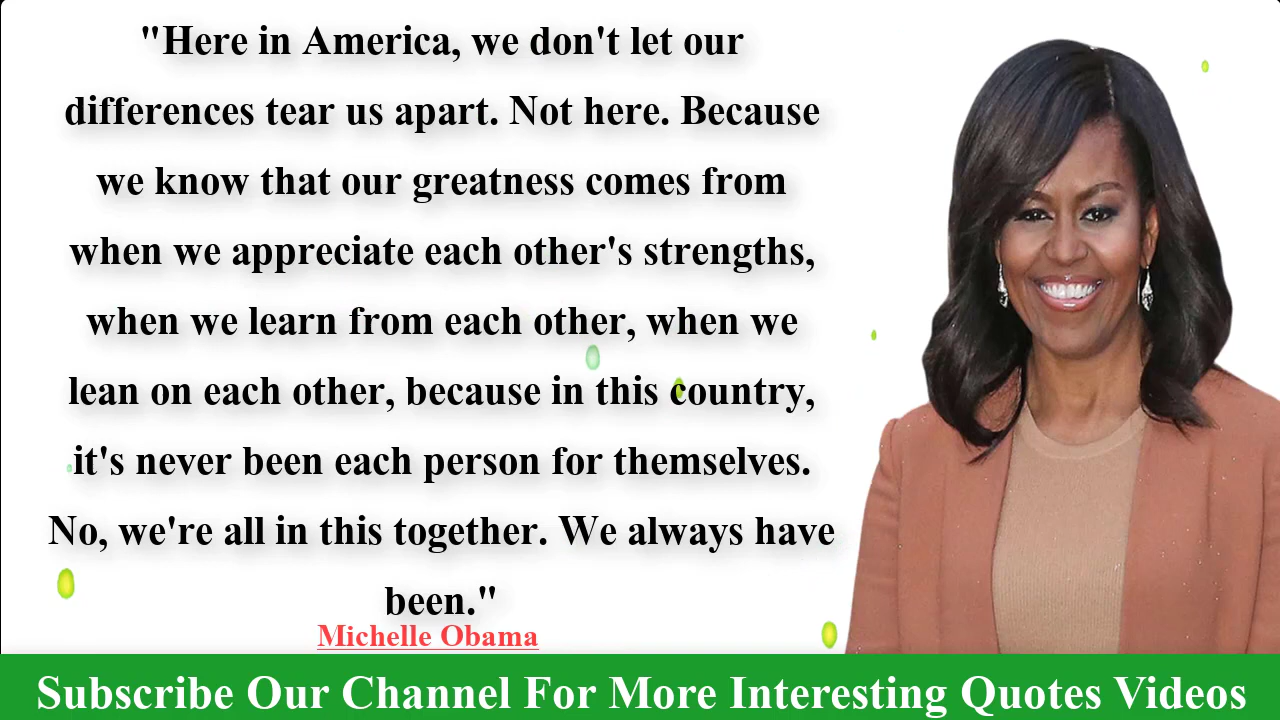 "Here in America, we don't let our
differences tear us apart. Not here. Because
we know that our greatness comes from
when we appreciate each other's strengths,
when we learn from each other, when we
lean on each other, because in this country,
it's never been each person for themselves.
No, we're all in this together. We always have
been."
Michelle Obama
Subscribe Our Channel For More Interesting Quotes Videos